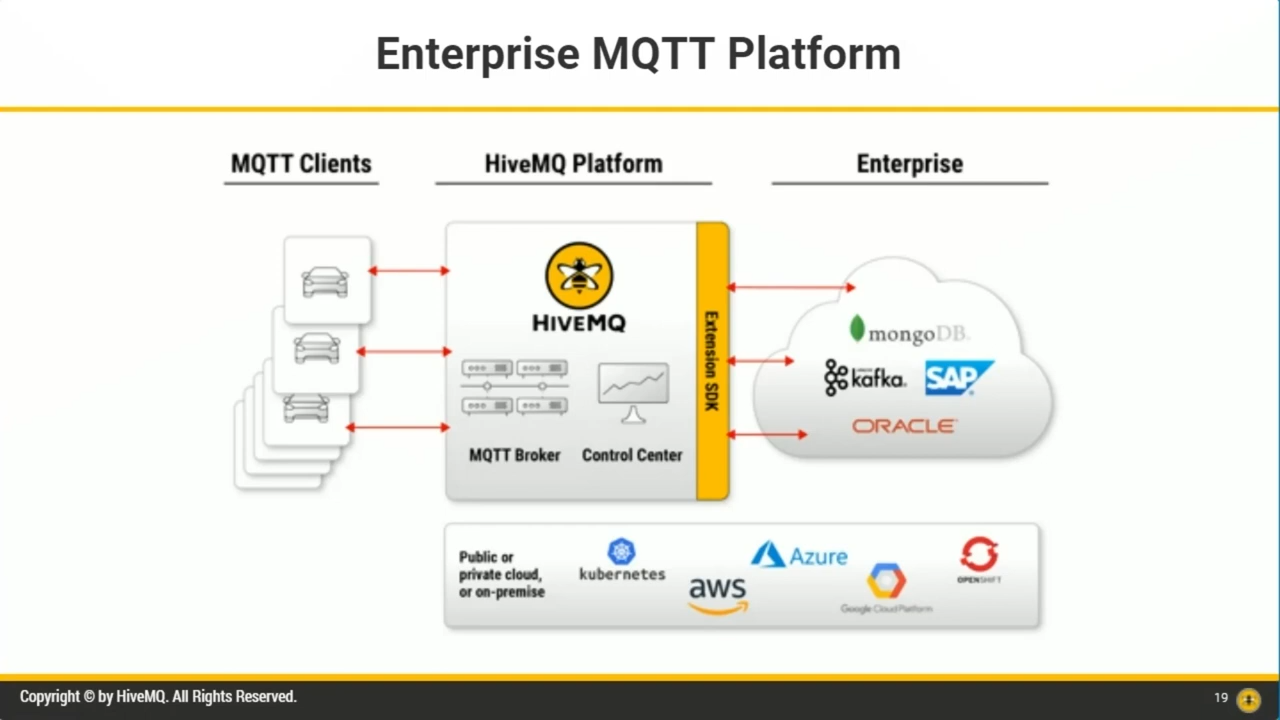 Enterprise MQTT Platform
MQTT Clients
HiveMQ Platform
Enterprise
HIVEMQ
MQTT Broker
Control Center
Extension SDK
mongoDB.
kafka.
SAP
ORACLE
Public or
private cloud,
or on-premise
kubernetes
aws
Azure
Google Cloud Platform
OPENSHIFT
Copyright © by HiveMQ. All Rights Reserved.
19